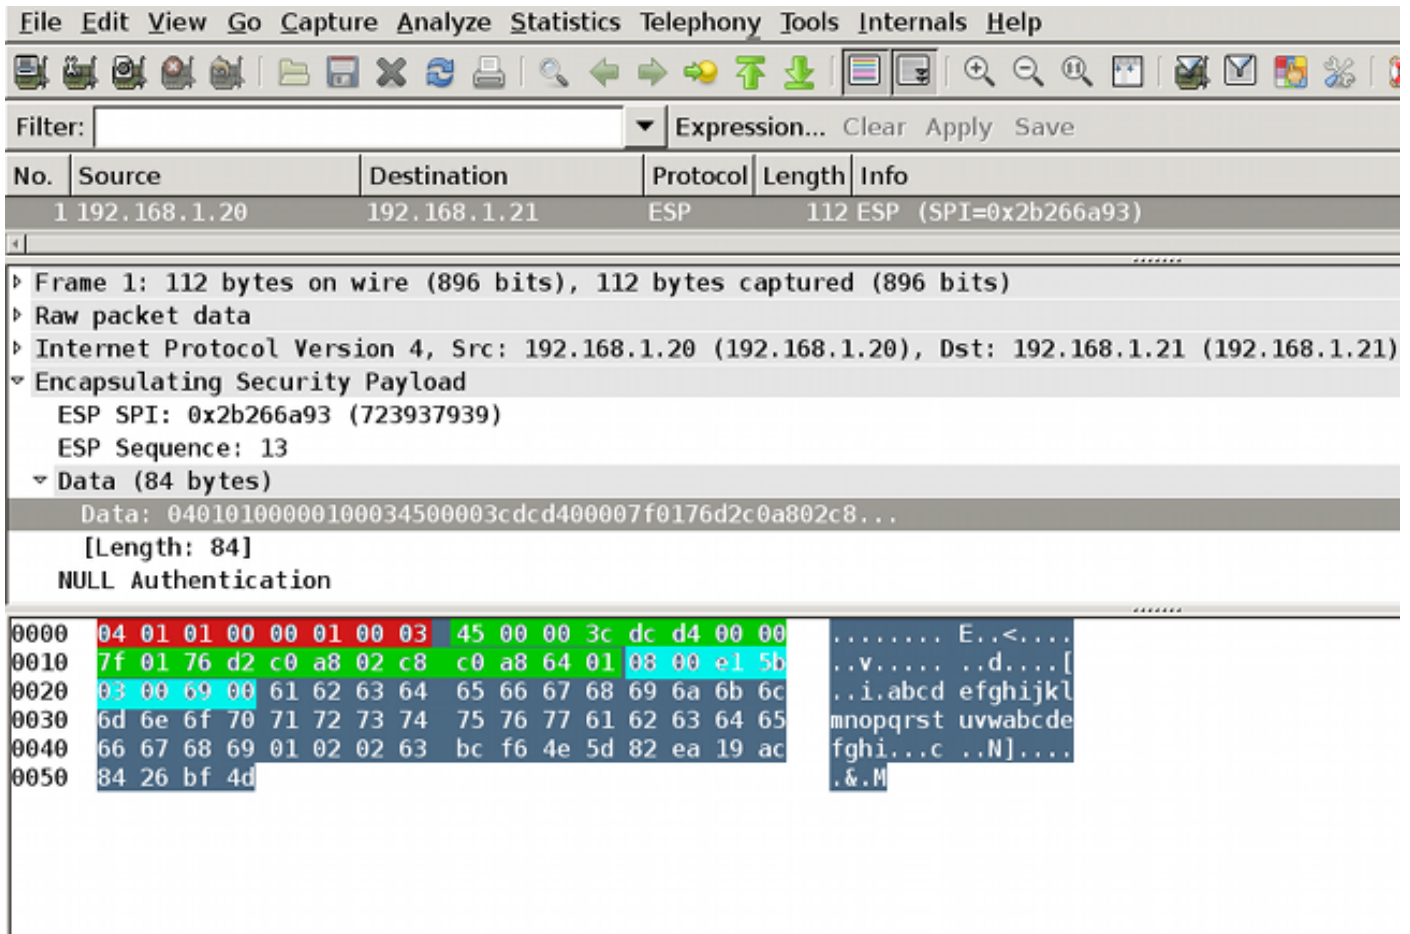 File Edit View Go Capture Analyze Statistics Telephony Tools Internals Help
Filter: Expression... Clear Apply Save
No. Source Destination Protocol Length Info
1 192.168.1.20 192.168.1.21 ESP 112 ESP (SPI=0x2b266a93)
Frame 1: 112 bytes on wire (896 bits), 112 bytes captured (896 bits)
Raw packet data
Internet Protocol Version 4, Src: 192.168.1.20 (192.168.1.20), Dst: 192.168.1.21 (192.168.1.21)
Encapsulating Security Payload
ESP SPI: 0x2b266a93 (723937939)
ESP Sequence: 13
Data (84 bytes)
Data: 04010100000100034500003cdcd400007f0176d2c0a802c8...
[Length: 84]
NULL Authentication
0000 04 01 01 00 00 01 00 03 45 00 00 3c dc d4 00 00 ........ E..<....
0010 7f 01 76 d2 c0 a8 02 c8 c0 a8 64 01 08 00 e1 5b ..v..... ..d....[
0020 03 00 69 00 61 62 63 64 65 66 67 68 69 6a 6b 6c ..i.abcd efghijkl
0030 6d 6e 6f 70 71 72 73 74 75 76 77 61 62 63 64 65 mnopqrst uvwabcde
0040 66 67 68 69 01 02 02 63 bc f6 4e 5d 82 ea 19 ac fghi...c ..N]....
0050 84 26 bf 4d .&.M